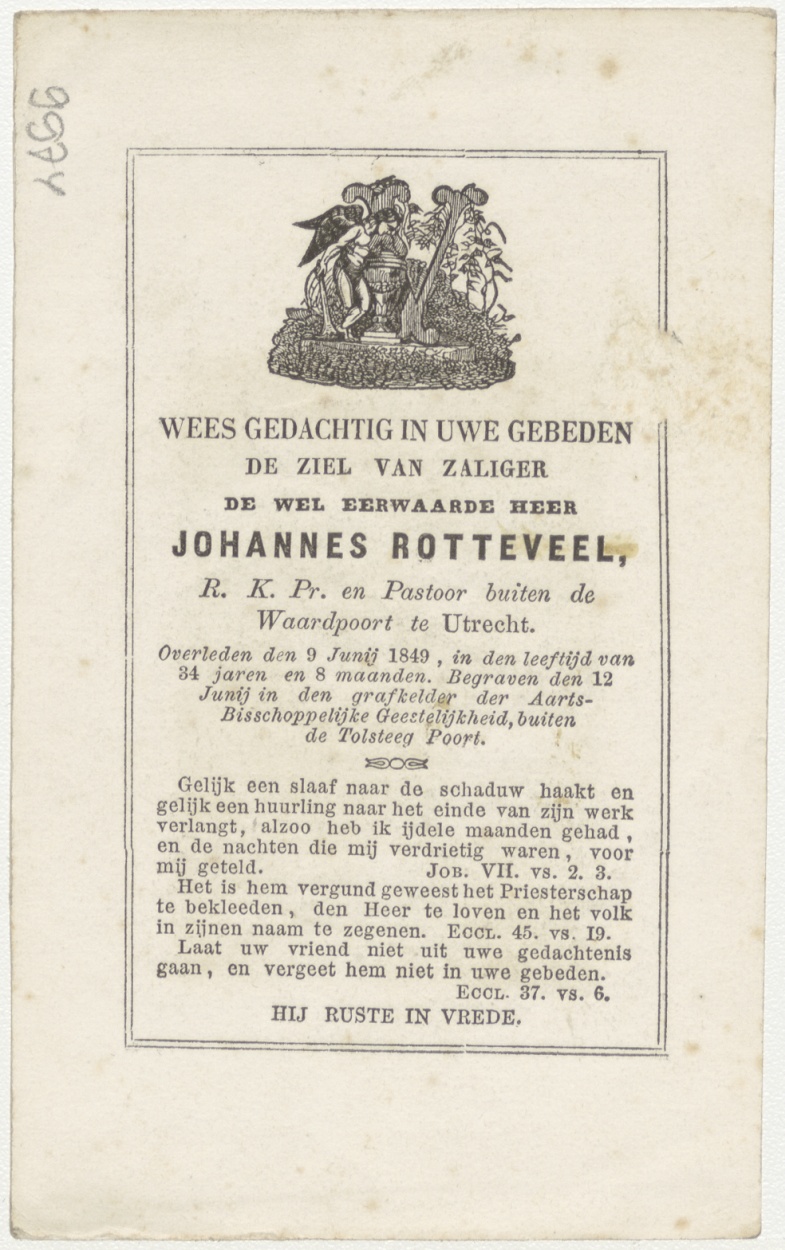 WEES GEDACHTIG IN UWE GEBEDEN
DE ZIEL VAN ZALIGER
DE WEL EERWAARDE HEER
JOHANNES ROTTEVEEL,
R. K. Pr. en Pastoor buiten de
Waardpoort te Utrecht.
Overleden den 9 Junij 1849, in den leeftijd van
34 jaren en 8 maanden. Begraven den 12
Junij in den grafkelder der Aarts-
Bisschoppelijke Geestelijkheid, buiten
de Tolsteeg Poort.
Gelijk een slaaf naar de schaduw haakt en
gelijk een huurling naar het einde van zijn werk
verlangt, alzoo heb ik ijdele maanden gehad,
en de nachten die mij verdrietig waren, voor
mij geteld. JOB. VII. vs. 2. 3.
Het is hem vergund geweest het Priesterschap
te bekleeden, den Heer te loven en het volk
in zijnen naam te zegenen. ECCL. 45. vs. 19.
Laat uw vriend niet uit uwe gedachtenis
gaan, en vergeet hem niet in uwe gebeden.
ECCL. 37. vs. 6.
HIJ RUSTE IN VREDE.